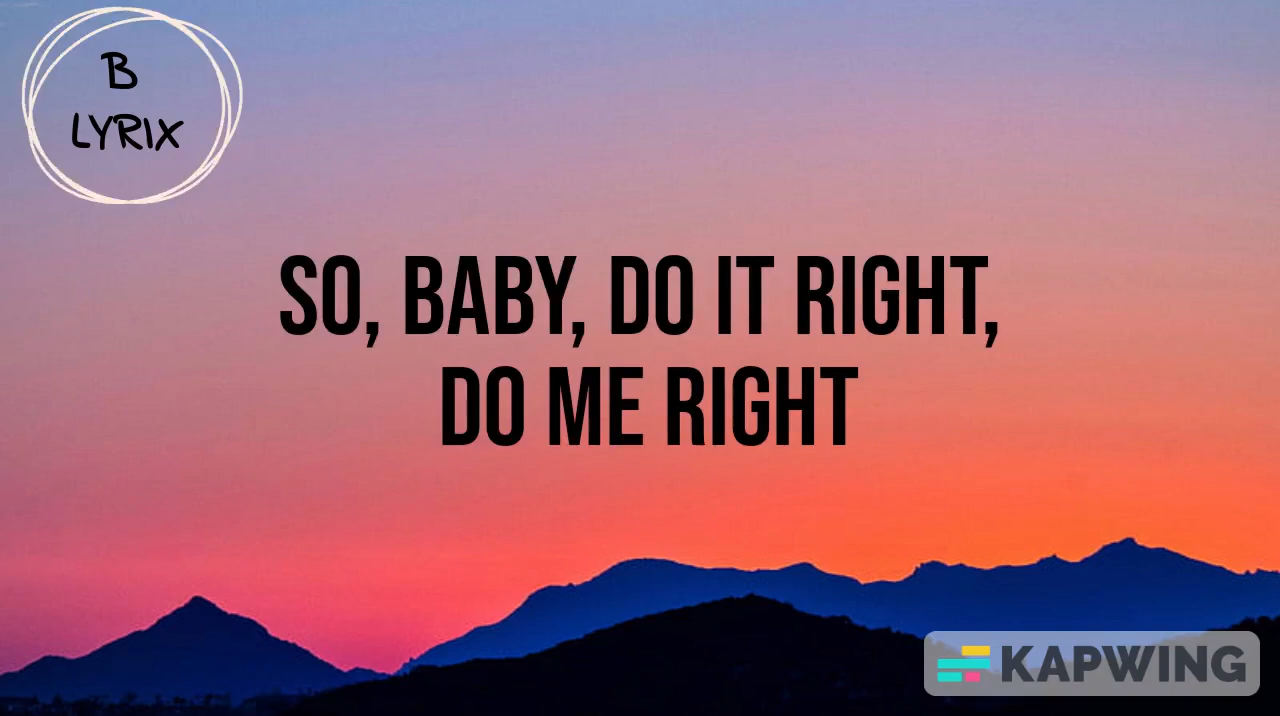 B
LYRIX
SO, BABY, DO IT RIGHT,
DO ME RIGHT
KAPWING